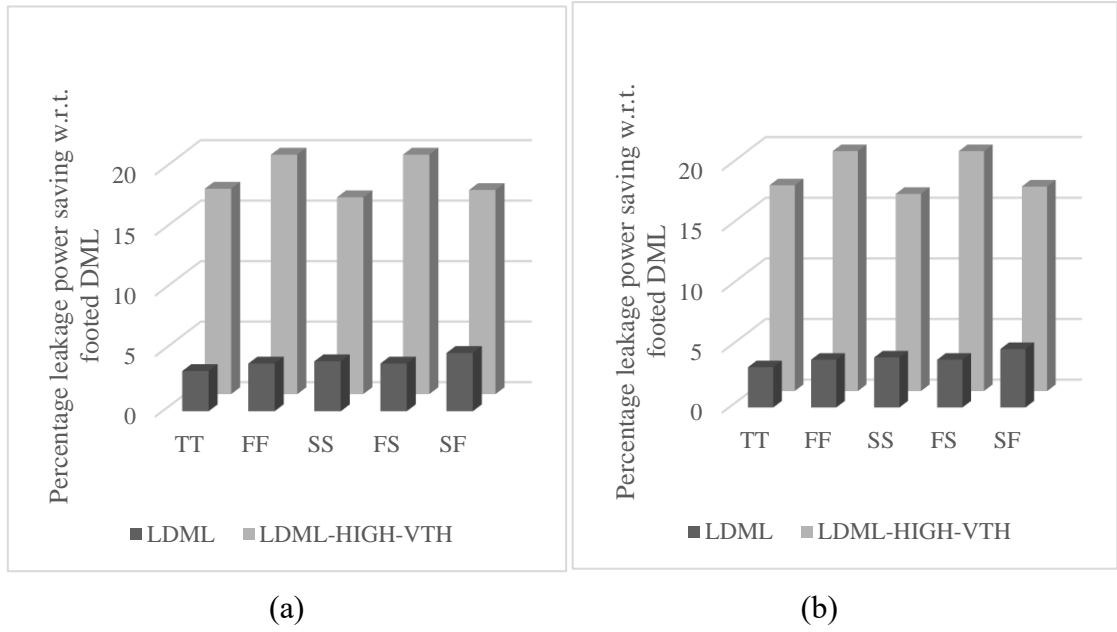 Percentage leakage power saving w.r.t.
footed DML
20
15
10
5
0
TT FF SS FS SF
LDML LDML-HIGH-VTH
(a)
Percentage leakage power saving w.r.t.
footed DML
20
15
10
5
0
TT FF SS FS SF
LDML LDML-HIGH-VTH
(b)